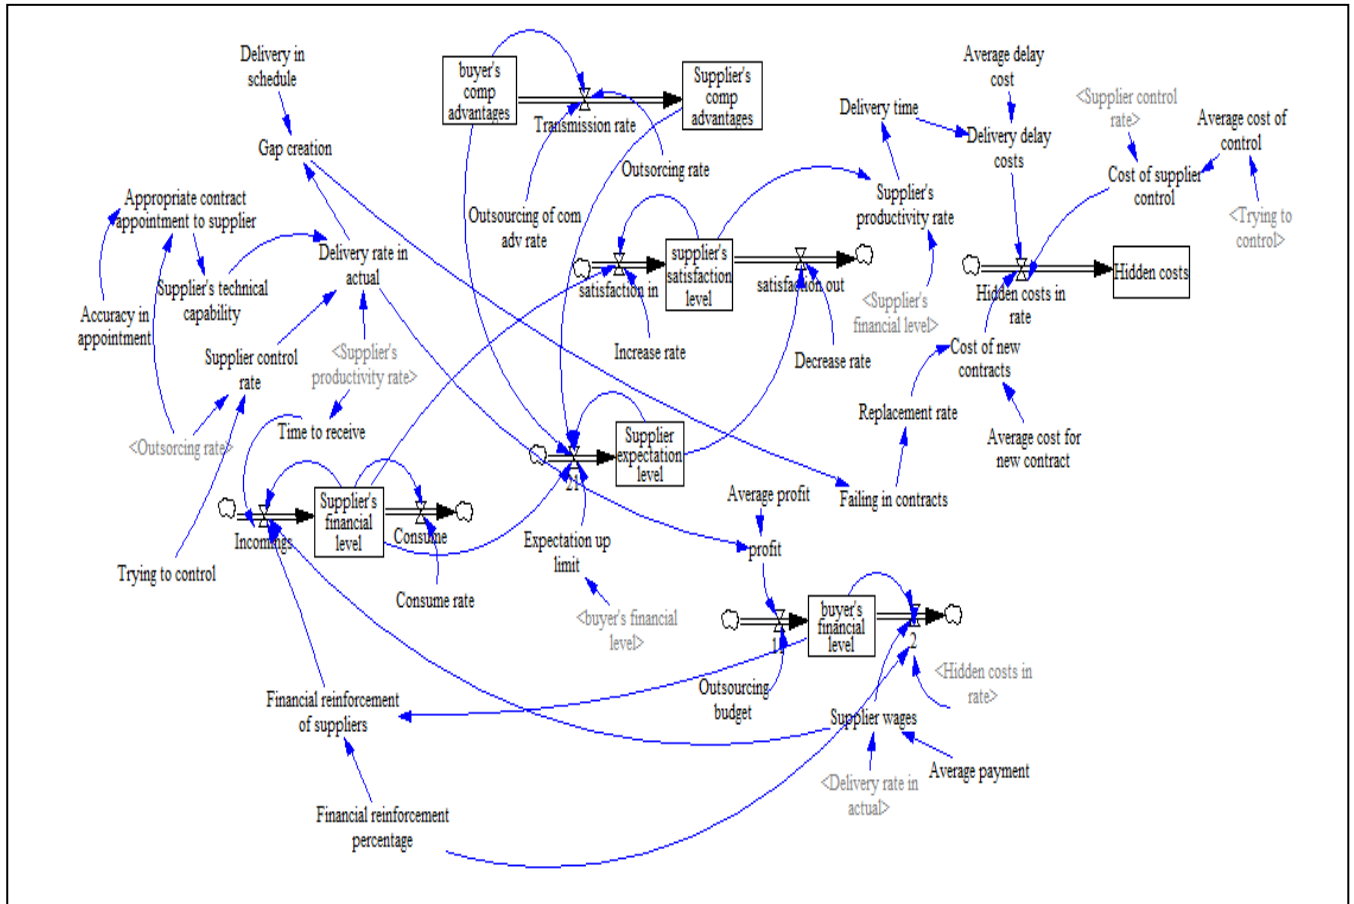 Delivery in
schedule
Gap creation
Appropriate contract
appointment to supplier
Supplier's technical
capability
Accuracy in
appointment
Delivery rate in
actual
Supplier control
rate
<Supplier's
productivity rate>
<Outsorcing rate>
Time to receive
Trying to control
Incomings
Supplier's
financial
level
Consume
Consume rate
buyer's
comp
advantages
Transmission rate
Supplier's
comp
advantages
Outsorcing rate
Outsourcing of com
adv rate
satisfaction in
supplier's
satisfaction
level
satisfaction out
Increase rate
Decrease rate
Supplier
expectation
level
21
Expectation up
limit
<buyer's financial
level>
Delivery time
Supplier's
productivity rate
<Supplier's
financial level>
Average delay
cost
Delivery delay
costs
<Supplier control
rate>
Average cost of
control
Cost of supplier
control
<Trying to
control>
Hidden costs in
rate
Hidden costs
Cost of new
contracts
Replacement rate
Average cost for
new contract
Failing in contracts
Average profit
profit
buyer's
financial
level
2
Outsourcing
budget
<Hidden costs in
rate>
Supplier wages
Average payment
<Delivery rate in
actual>
Financial reinforcement
of suppliers
Financial reinforcement
percentage